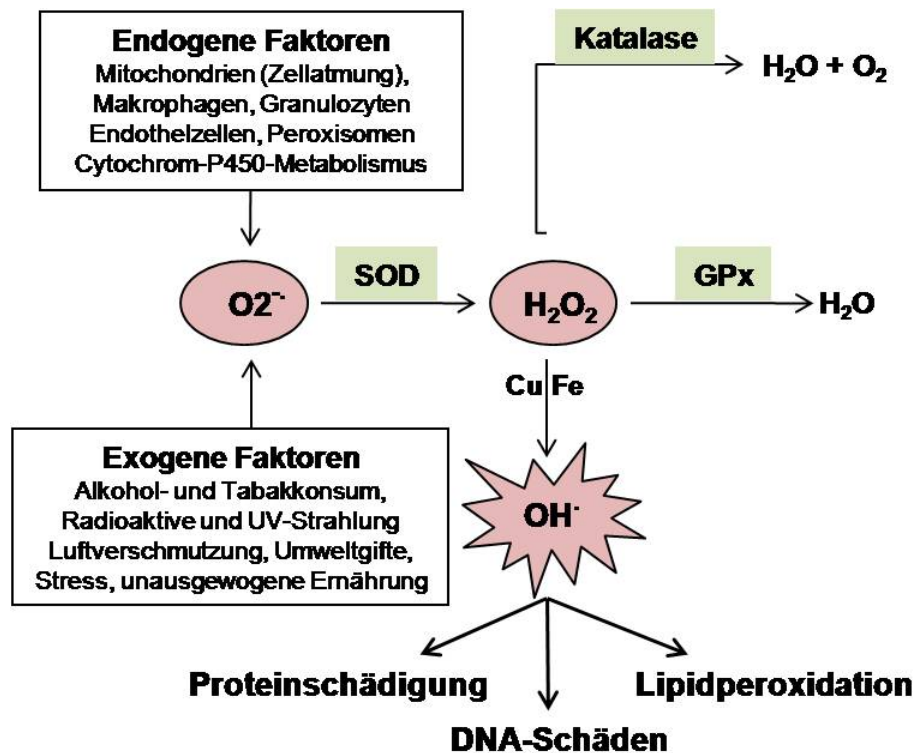 Endogene Faktoren
Mitochondrien (Zellatmung),
Makrophagen, Granulozyten
Endothelzellen, Peroxisomen
Cytochrom-P450-Metabolismus
Katalase
H₂O + O₂
O2⁻·
SOD
H₂O₂
GPx
H₂O
Cu Fe
Exogene Faktoren
Alkohol- und Tabakkonsum,
Radioaktive und UV-Strahlung
Luftverschmutzung, Umweltgifte,
Stress, unausgewogene Ernährung
OH·
Proteinschädigung
Lipidperoxidation
DNA-Schäden